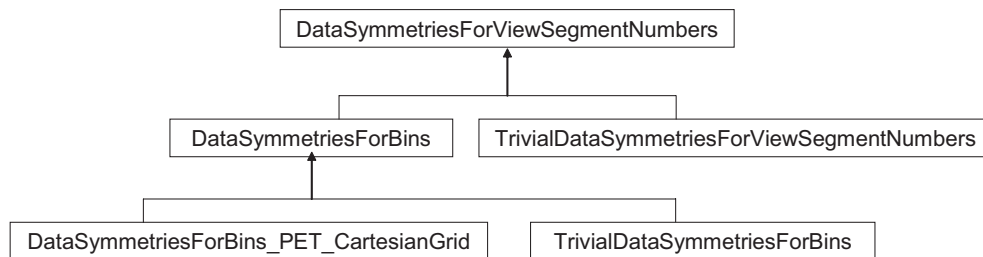 DataSymmetriesForViewSegmentNumbers
DataSymmetriesForBins
TrivialDataSymmetriesForViewSegmentNumbers
DataSymmetriesForBins_PET_CartesianGrid
TrivialDataSymmetriesForBins